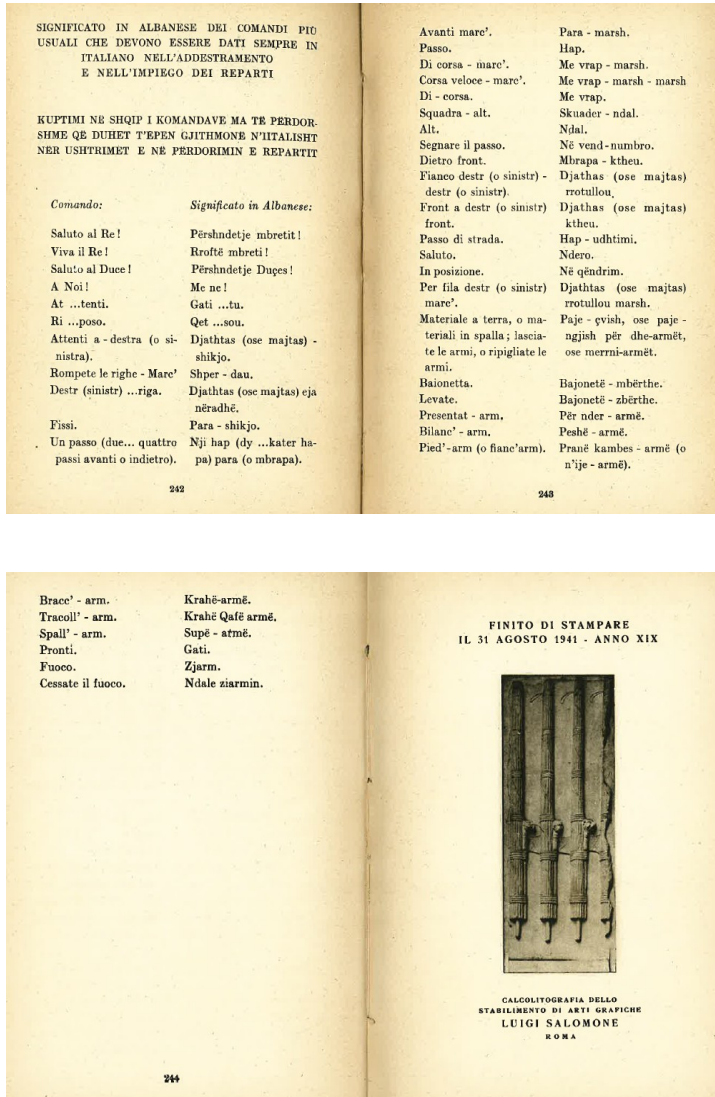 SIGNIFICATO IN ALBANESE DEI COMANDI PIÙ
USUALI CHE DEVONO ESSERE DATI SEMPRE IN
ITALIANO NELL'ADDESTRAMENTO
E NELL'IMPIEGO DEI REPARTI
KUPTIMI NË SHQIP I KOMANDAVE MA TË PËRDOR-
SHME QË DUHET T'EPEN GJITHMONË N'IITALISHT
NËR USHTRIMET E NË PËRDORIMIN E REPARTIT
Comando: Significato in Albanese:
Saluto al Re! Përshndetje mbretit!
Viva il Re! Rroftë mbreti!
Saluto al Duce! Përshndetje Duçes!
A Noi! Me ne!
At ...tenti. Gati ...tu.
Ri ...poso. Qet ...sou.
Attenti a - destra (o si- Djathtas (ose majtas) -
nistra). shikjo.
Rompete le righe - Marc' Shper - dau.
Destr (sinistr) ...riga. Djathtas (ose majtas) eja
nëradhë.
Fissi. Para - shikjo.
Un passo (due... quattro Nji hap (dy ...kater ha-
passi avanti o indietro). pa) para (o mbrapa).
242
Avanti marc'. Para - marsh.
Passo. Hap.
Di corsa - marc'. Me vrap - marsh.
Corsa veloce - marc'. Me vrap - marsh - marsh
Di - corsa. Me vrap.
Squadra - alt. Skuader - ndal.
Alt. Ndal.
Segnare il passo. Në vend-numbro.
Dietro front. Mbrapa - ktheu.
Fianco destr (o sinistr) - Djathas (ose majtas)
destr (o sinistr). rrotullou.
Front a destr (o sinistr) Djathas (ose majtas)
front. ktheu.
Passo di strada. Hap - udhtimi.
Saluto. Ndero.
In posizione. Në qëndrim.
Per fila destr (o sinistr) Djathtas (ose majtas)
marc'. rrotullou marsh.
Materiale a terra, o ma- Paje - çvish, ose paje -
teriali in spalla; lascia- ngjish për dhe-armët,
te le armi, o ripigliate le ose merrni-armët.
armi.
Baionetta. Bajonetë - mbërthe.
Levate. Bajonetë - zbërthe.
Presentat - arm. Për nder - armë.
Bilanc' - arm. Peshë - armë.
Pied'-arm (o fianc'arm). Pranë kambes - armë (o
n'ije - armë).
243
Bracc' - arm. Krahë-armë.
Tracoll' - arm. Krahë Qafë armë.
Spall' - arm. Supë - armë.
Pronti. Gati.
Fuoco. Zjarm.
Cessate il fuoco. Ndale ziarmin.
244
FINITO DI STAMPARE
IL 31 AGOSTO 1941 - ANNO XIX
CALCOLITOGRAFIA DELLO
STABILIMENTO DI ARTI GRAFICHE
LUIGI SALOMONE
ROMA